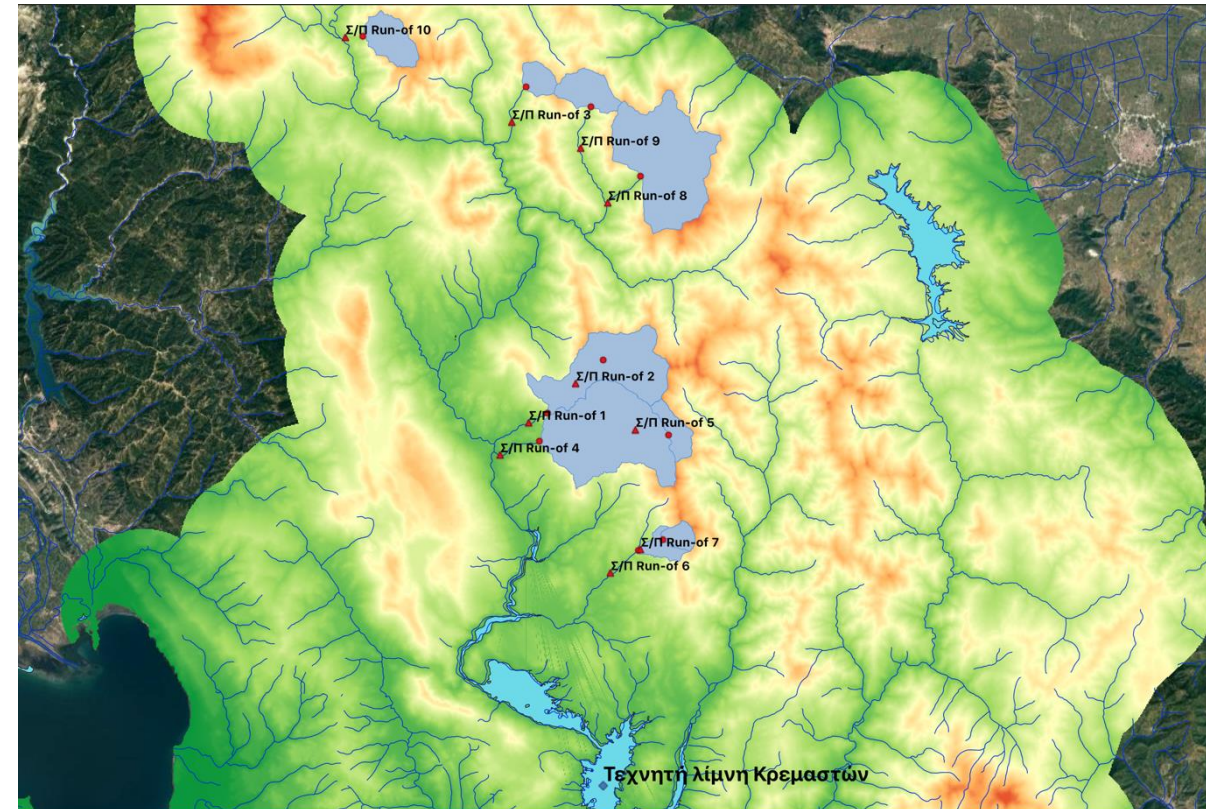 Σ/Π Run-of 10
Σ/Π Run-of 3
Σ/Π Run-of 9
Σ/Π Run-of 8
Σ/Π Run-of 2
Σ/Π Run-of 1
Σ/Π Run-of 5
Σ/Π Run-of 4
Σ/Π Run-of 7
Σ/Π Run-of 6
Τεχνητή λίμνη Κρεμαστών